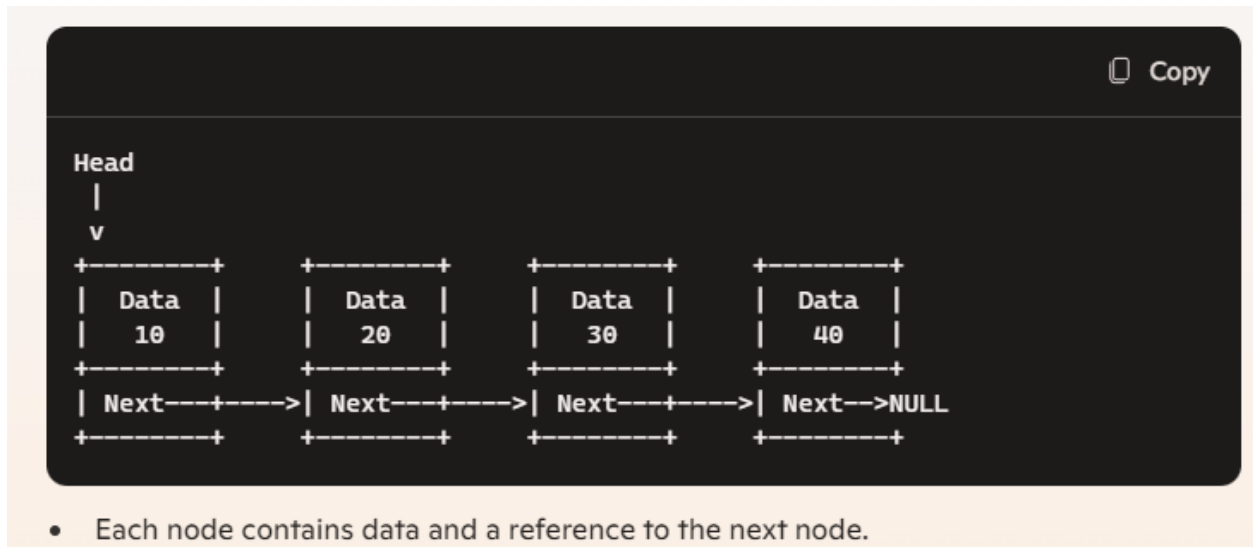 Copy
Head
 |
 v
+--------+     +--------+     +--------+     +--------+
|  Data  |     |  Data  |     |  Data  |     |  Data  |
|   10   |     |   20   |     |   30   |     |   40   |
+--------+     +--------+     +--------+     +--------+
| Next---+---->| Next---+---->| Next---+---->| Next-->NULL
+--------+     +--------+     +--------+     +--------+
• Each node contains data and a reference to the next node.